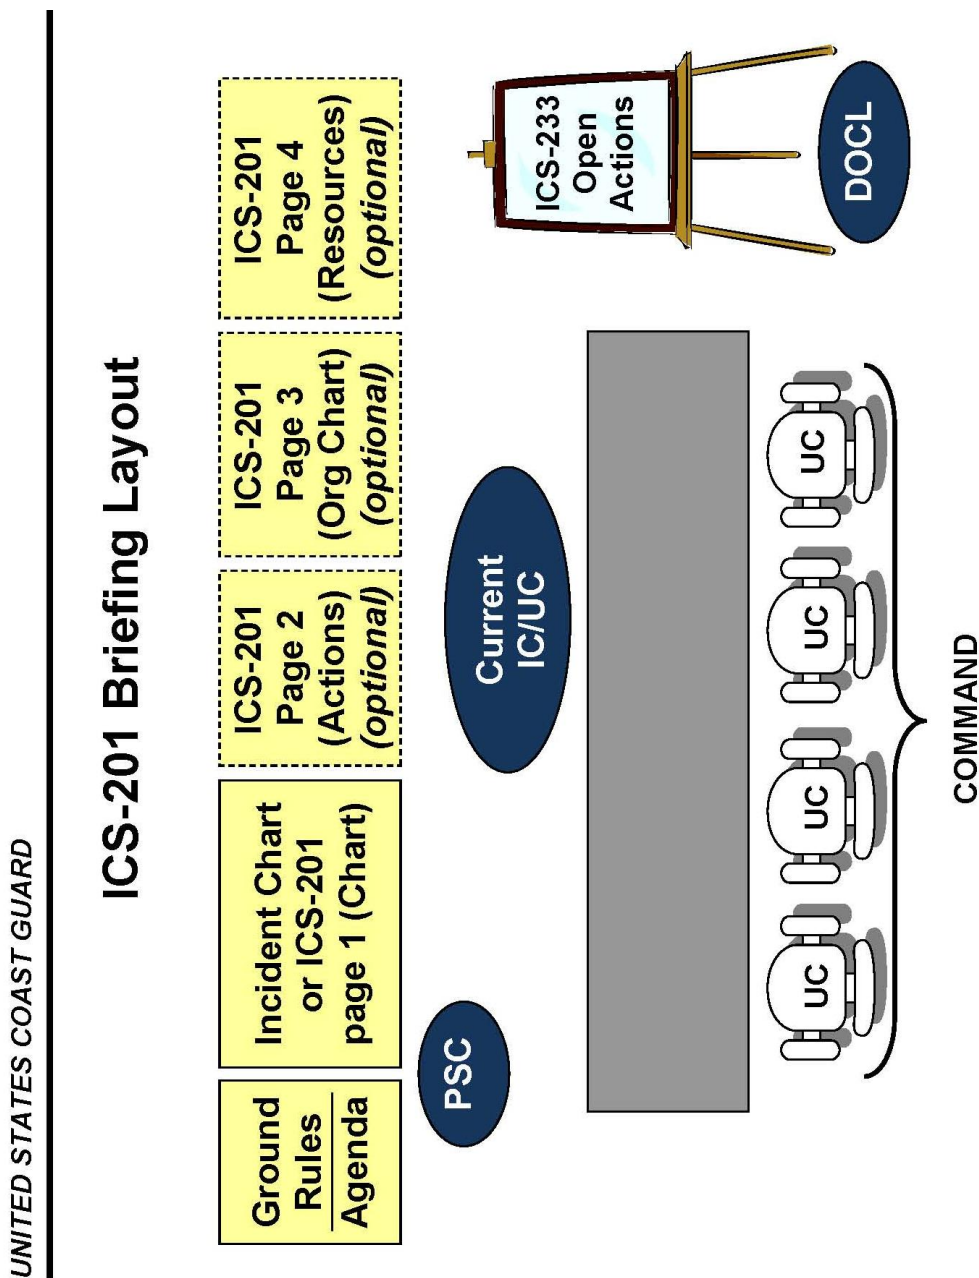 UNITED STATES COAST GUARD
ICS-201 Briefing Layout
Ground
Rules
Agenda
Incident Chart
or ICS-201
page 1 (Chart)
ICS-201
Page 2
(Actions)
(optional)
ICS-201
Page 3
(Org Chart)
(optional)
ICS-201
Page 4
(Resources)
(optional)
PSC
Current
IC/UC
ICS-233
Open
Actions
DOCL
UC
UC
UC
UC
COMMAND